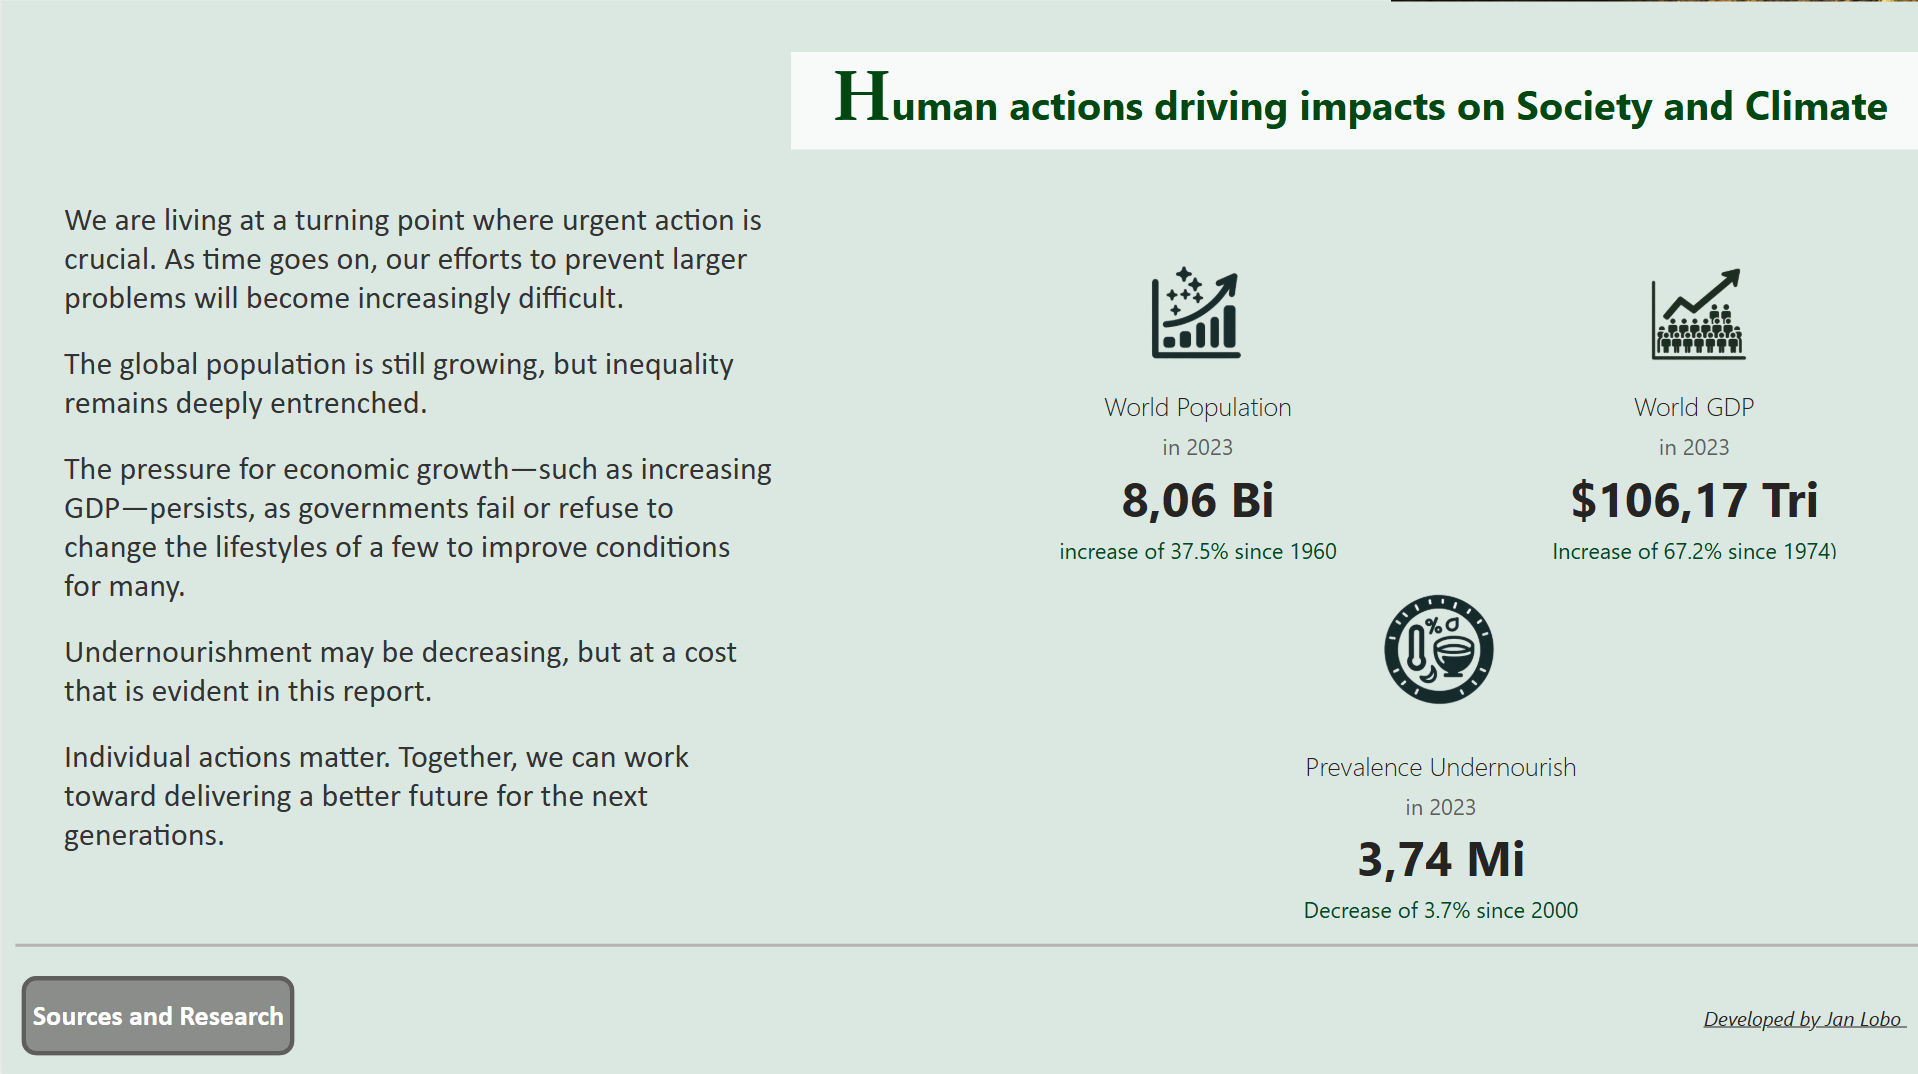 Human actions driving impacts on Society and Climate
We are living at a turning point where urgent action is
crucial. As time goes on, our efforts to prevent larger
problems will become increasingly difficult.
The global population is still growing, but inequality
remains deeply entrenched.
The pressure for economic growth—such as increasing
GDP—persists, as governments fail or refuse to
change the lifestyles of a few to improve conditions
for many.
Undernourishment may be decreasing, but at a cost
that is evident in this report.
Individual actions matter. Together, we can work
toward delivering a better future for the next
generations.
World Population
in 2023
8,06 Bi
increase of 37.5% since 1960
World GDP
in 2023
$106,17 Tri
Increase of 67.2% since 1974)
%
Prevalence Undernourish
in 2023
3,74 Mi
Decrease of 3.7% since 2000
Sources and Research
Developed by Jan Lobo